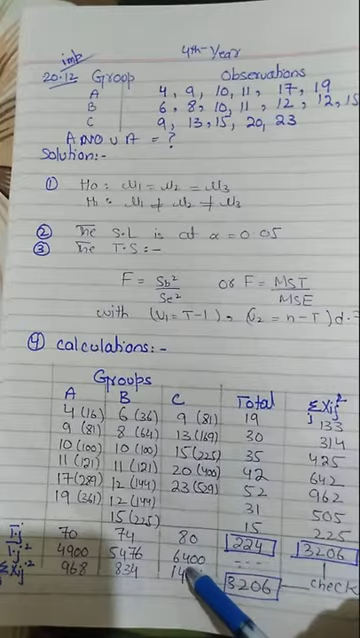 imp
4th-Year
20.12 Group Observations
A 4, 9, 10, 11, 17, 19
B 6, 8, 10, 11, 12, 12, 15
C 9, 13, 15, 20, 23
ANOVA = ?
Solution:-
① H₀: μ₁ = μ₂ = μ₃
H₁: μ₁ ≠ μ₂ ≠ μ₃
② The S.L is at α = 0.05
③ The T.S:-
F = Sb²/Se² or F = MST/MSE
with (v₁ = T-1), (v₂ = n-T) d.
④ Calculations:-
Groups
A B C Total Σj Xij²
4 (16) 6 (36) 9 (81) 19 133
9 (81) 8 (64) 13 (169) 30 314
10 (100) 10 (100) 15 (225) 35 425
11 (121) 11 (121) 20 (400) 42 642
17 (289) 12 (144) 23 (529) 52 962
19 (361) 12 (144) 31 505
15 (225) 15 225
T.j 70 74 80 224 3206
T.j² 4900 5476 6400 ---
ΣXij² 968 834 14 3206 check